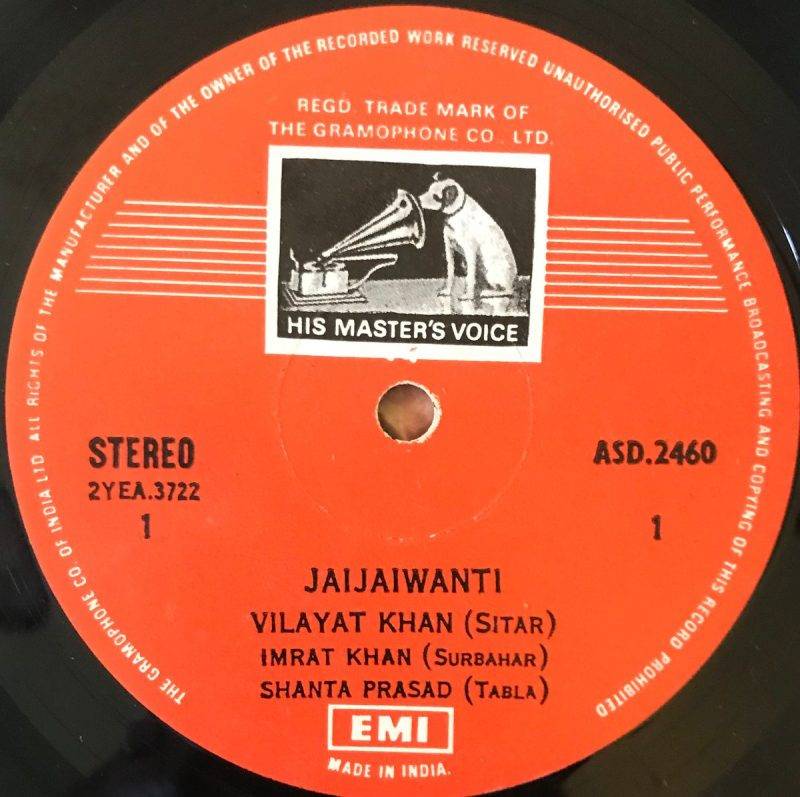 THE GRAMOPHONE CO. OF INDIA LTD ALL RIGHTS OF THE MANUFACTURER AND OF THE OWNER OF THE RECORDED WORK RESERVED UNAUTHORISED PUBLIC PERFORMANCE BROADCASTING AND COPYING OF THIS RECORD PROHIBITED
REGD. TRADE MARK OF
THE GRAMOPHONE CO. LTD.
HIS MASTER'S VOICE
STEREO
2YEA.3722
1
ASD.2460
1
JAIJAIWANTI
VILAYAT KHAN (SITAR)
IMRAT KHAN (SURBAHAR)
SHANTA PRASAD (TABLA)
EMI
MADE IN INDIA.